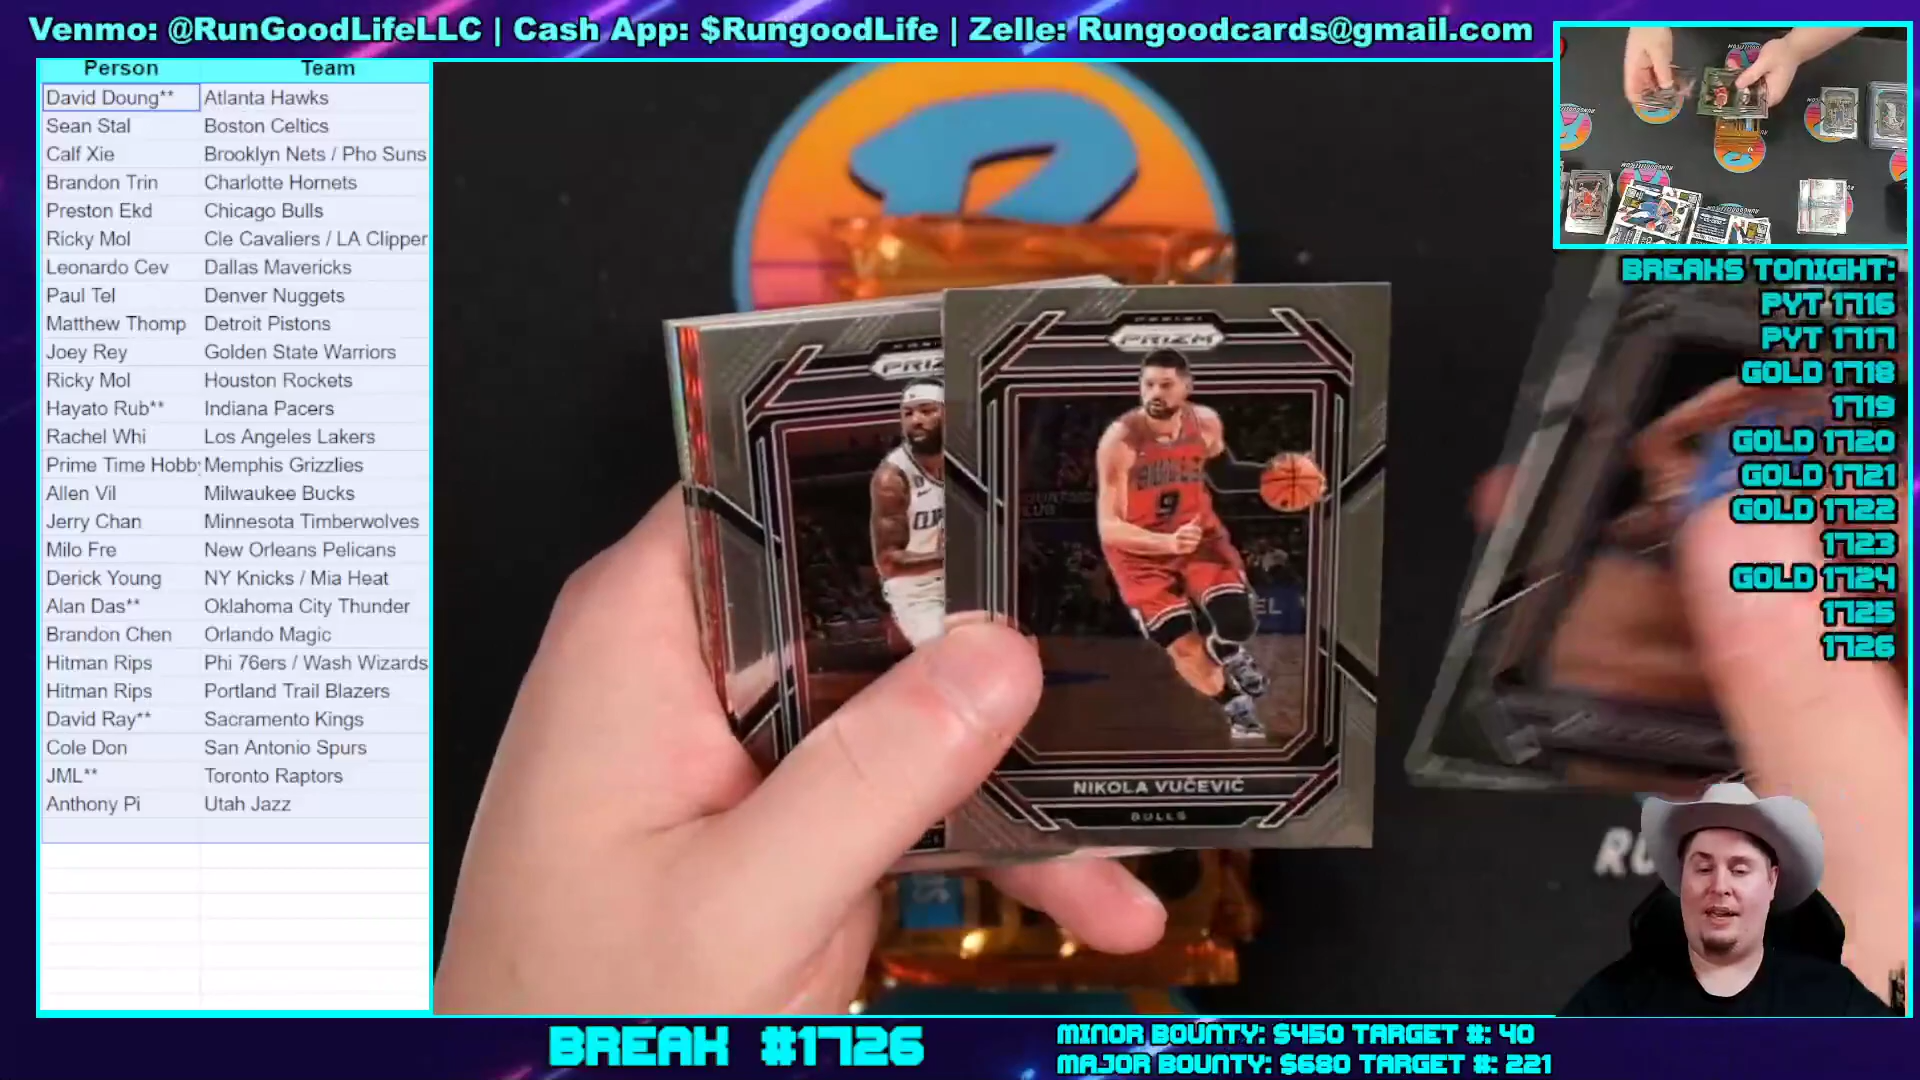 Venmo: @RunGoodLifeLLC | Cash App: $RungoodLife | Zelle: Rungoodcards@gmail.com
Person Team
David Doung** Atlanta Hawks
Sean Stal Boston Celtics
Calf Xie Brooklyn Nets / Pho Suns
Brandon Trin Charlotte Hornets
Preston Ekd Chicago Bulls
Ricky Mol Cle Cavaliers / LA Clipper
Leonardo Cev Dallas Mavericks
Paul Tel Denver Nuggets
Matthew Thomp Detroit Pistons
Joey Rey Golden State Warriors
Ricky Mol Houston Rockets
Hayato Rub** Indiana Pacers
Rachel Whi Los Angeles Lakers
Prime Time Hobb Memphis Grizzlies
Allen Vil Milwaukee Bucks
Jerry Chan Minnesota Timberwolves
Milo Fre New Orleans Pelicans
Derick Young NY Knicks / Mia Heat
Alan Das** Oklahoma City Thunder
Brandon Chen Orlando Magic
Hitman Rips Phi 76ers / Wash Wizards
Hitman Rips Portland Trail Blazers
David Ray** Sacramento Kings
Cole Don San Antonio Spurs
JML** Toronto Raptors
Anthony Pi Utah Jazz
PANINI
PRIZM
BULLS
9
NIKOLA VUČEVIĆ
BULLS
BREAKS TONIGHT:
PYT 1716
PYT 1717
GOLD 1718
1719
GOLD 1720
GOLD 1721
GOLD 1722
1723
GOLD 1724
1725
1726
BREAK #1726
MINOR BOUNTY: $450 TARGET #: 40
MAJOR BOUNTY: $680 TARGET #: 221